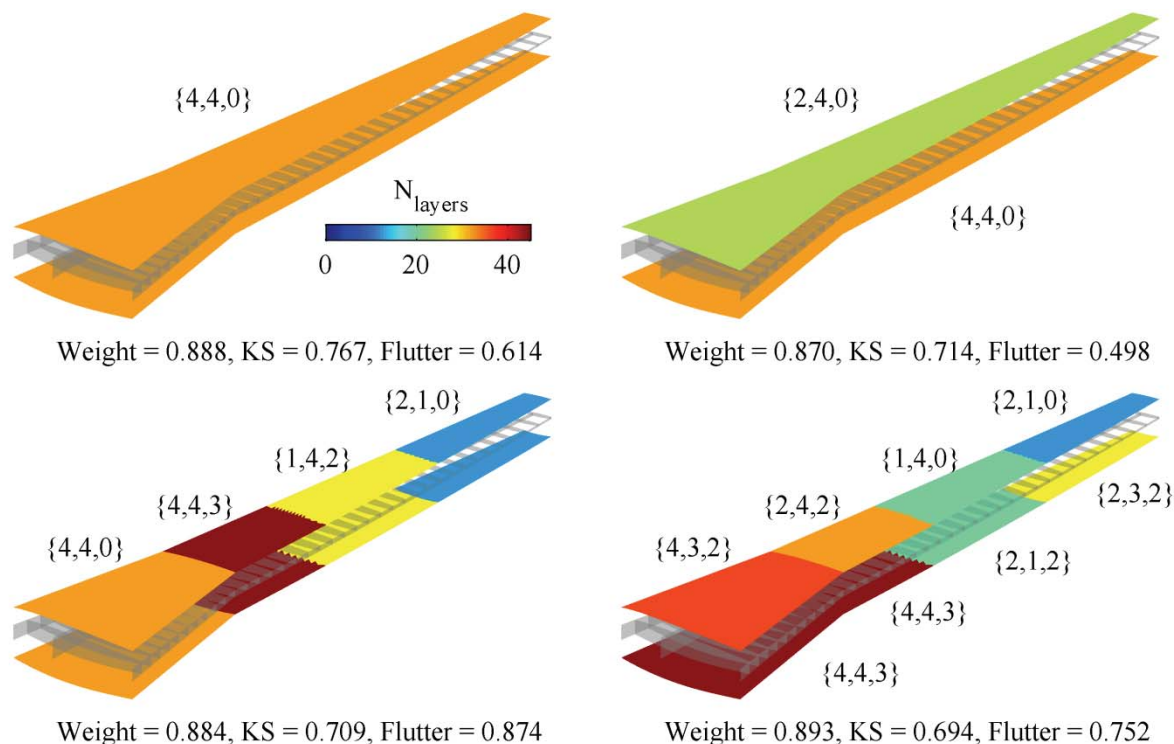 {4,4,0}
N_layers
0 20 40
Weight = 0.888, KS = 0.767, Flutter = 0.614
{2,4,0}
{4,4,0}
Weight = 0.870, KS = 0.714, Flutter = 0.498
{2,1,0}
{1,4,2}
{4,4,3}
{4,4,0}
Weight = 0.884, KS = 0.709, Flutter = 0.874
{2,1,0}
{1,4,0}
{2,4,2}
{4,3,2}
{2,3,2}
{2,1,2}
{4,4,3}
{4,4,3}
Weight = 0.893, KS = 0.694, Flutter = 0.752